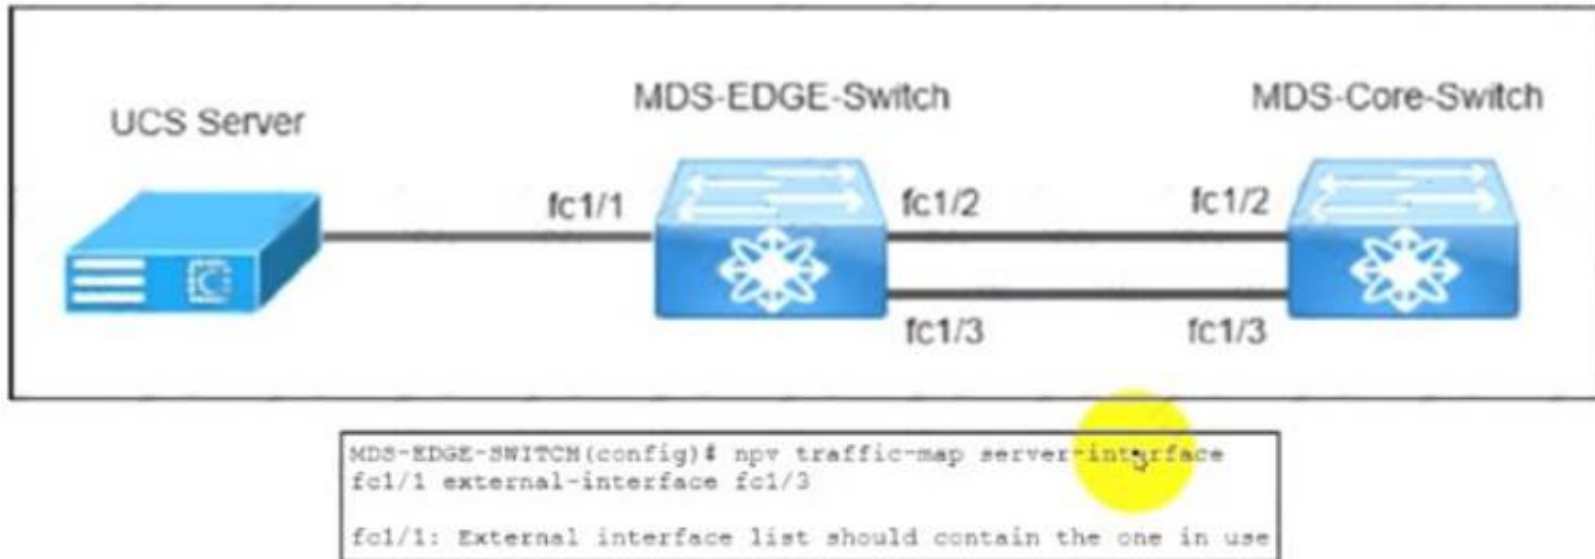 UCS Server
MDS-EDGE-Switch
MDS-Core-Switch
fc1/1
fc1/2
fc1/2
fc1/3
fc1/3
MDS-EDGE-SWITCH(config)# npv traffic-map server-interface
fc1/1 external-interface fc1/3
fc1/1: External interface list should contain the one in use